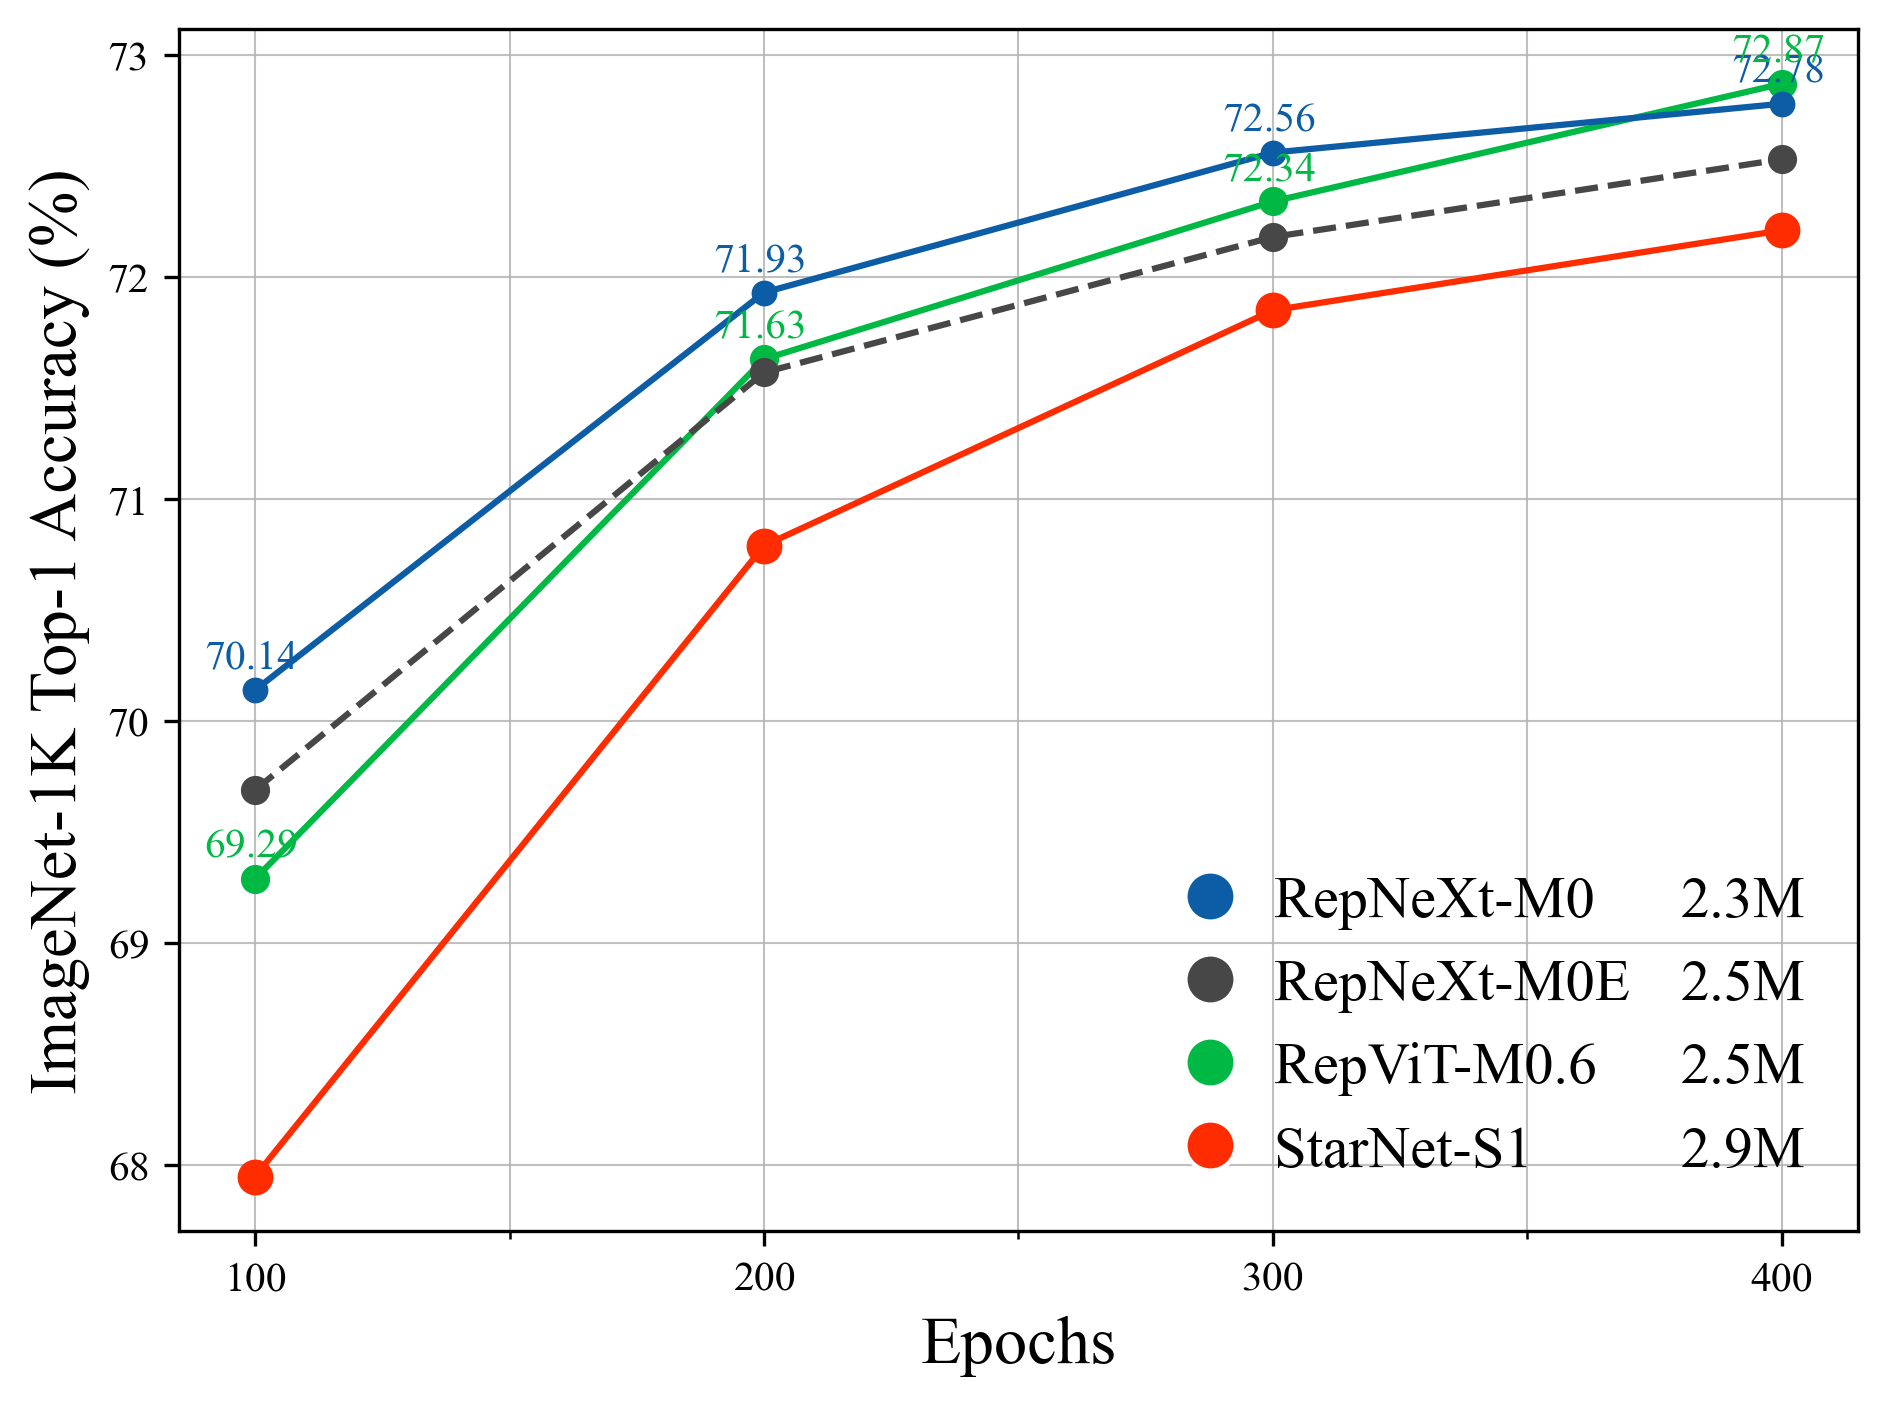 ImageNet-1K Top-1 Accuracy (%)
73
72
71
70
69
68
72.87
72.78
72.56
72.34
71.93
71.63
70.14
69.29
RepNeXt-M0 2.3M
RepNeXt-M0E 2.5M
RepViT-M0.6 2.5M
StarNet-S1 2.9M
100 200 300 400
Epochs